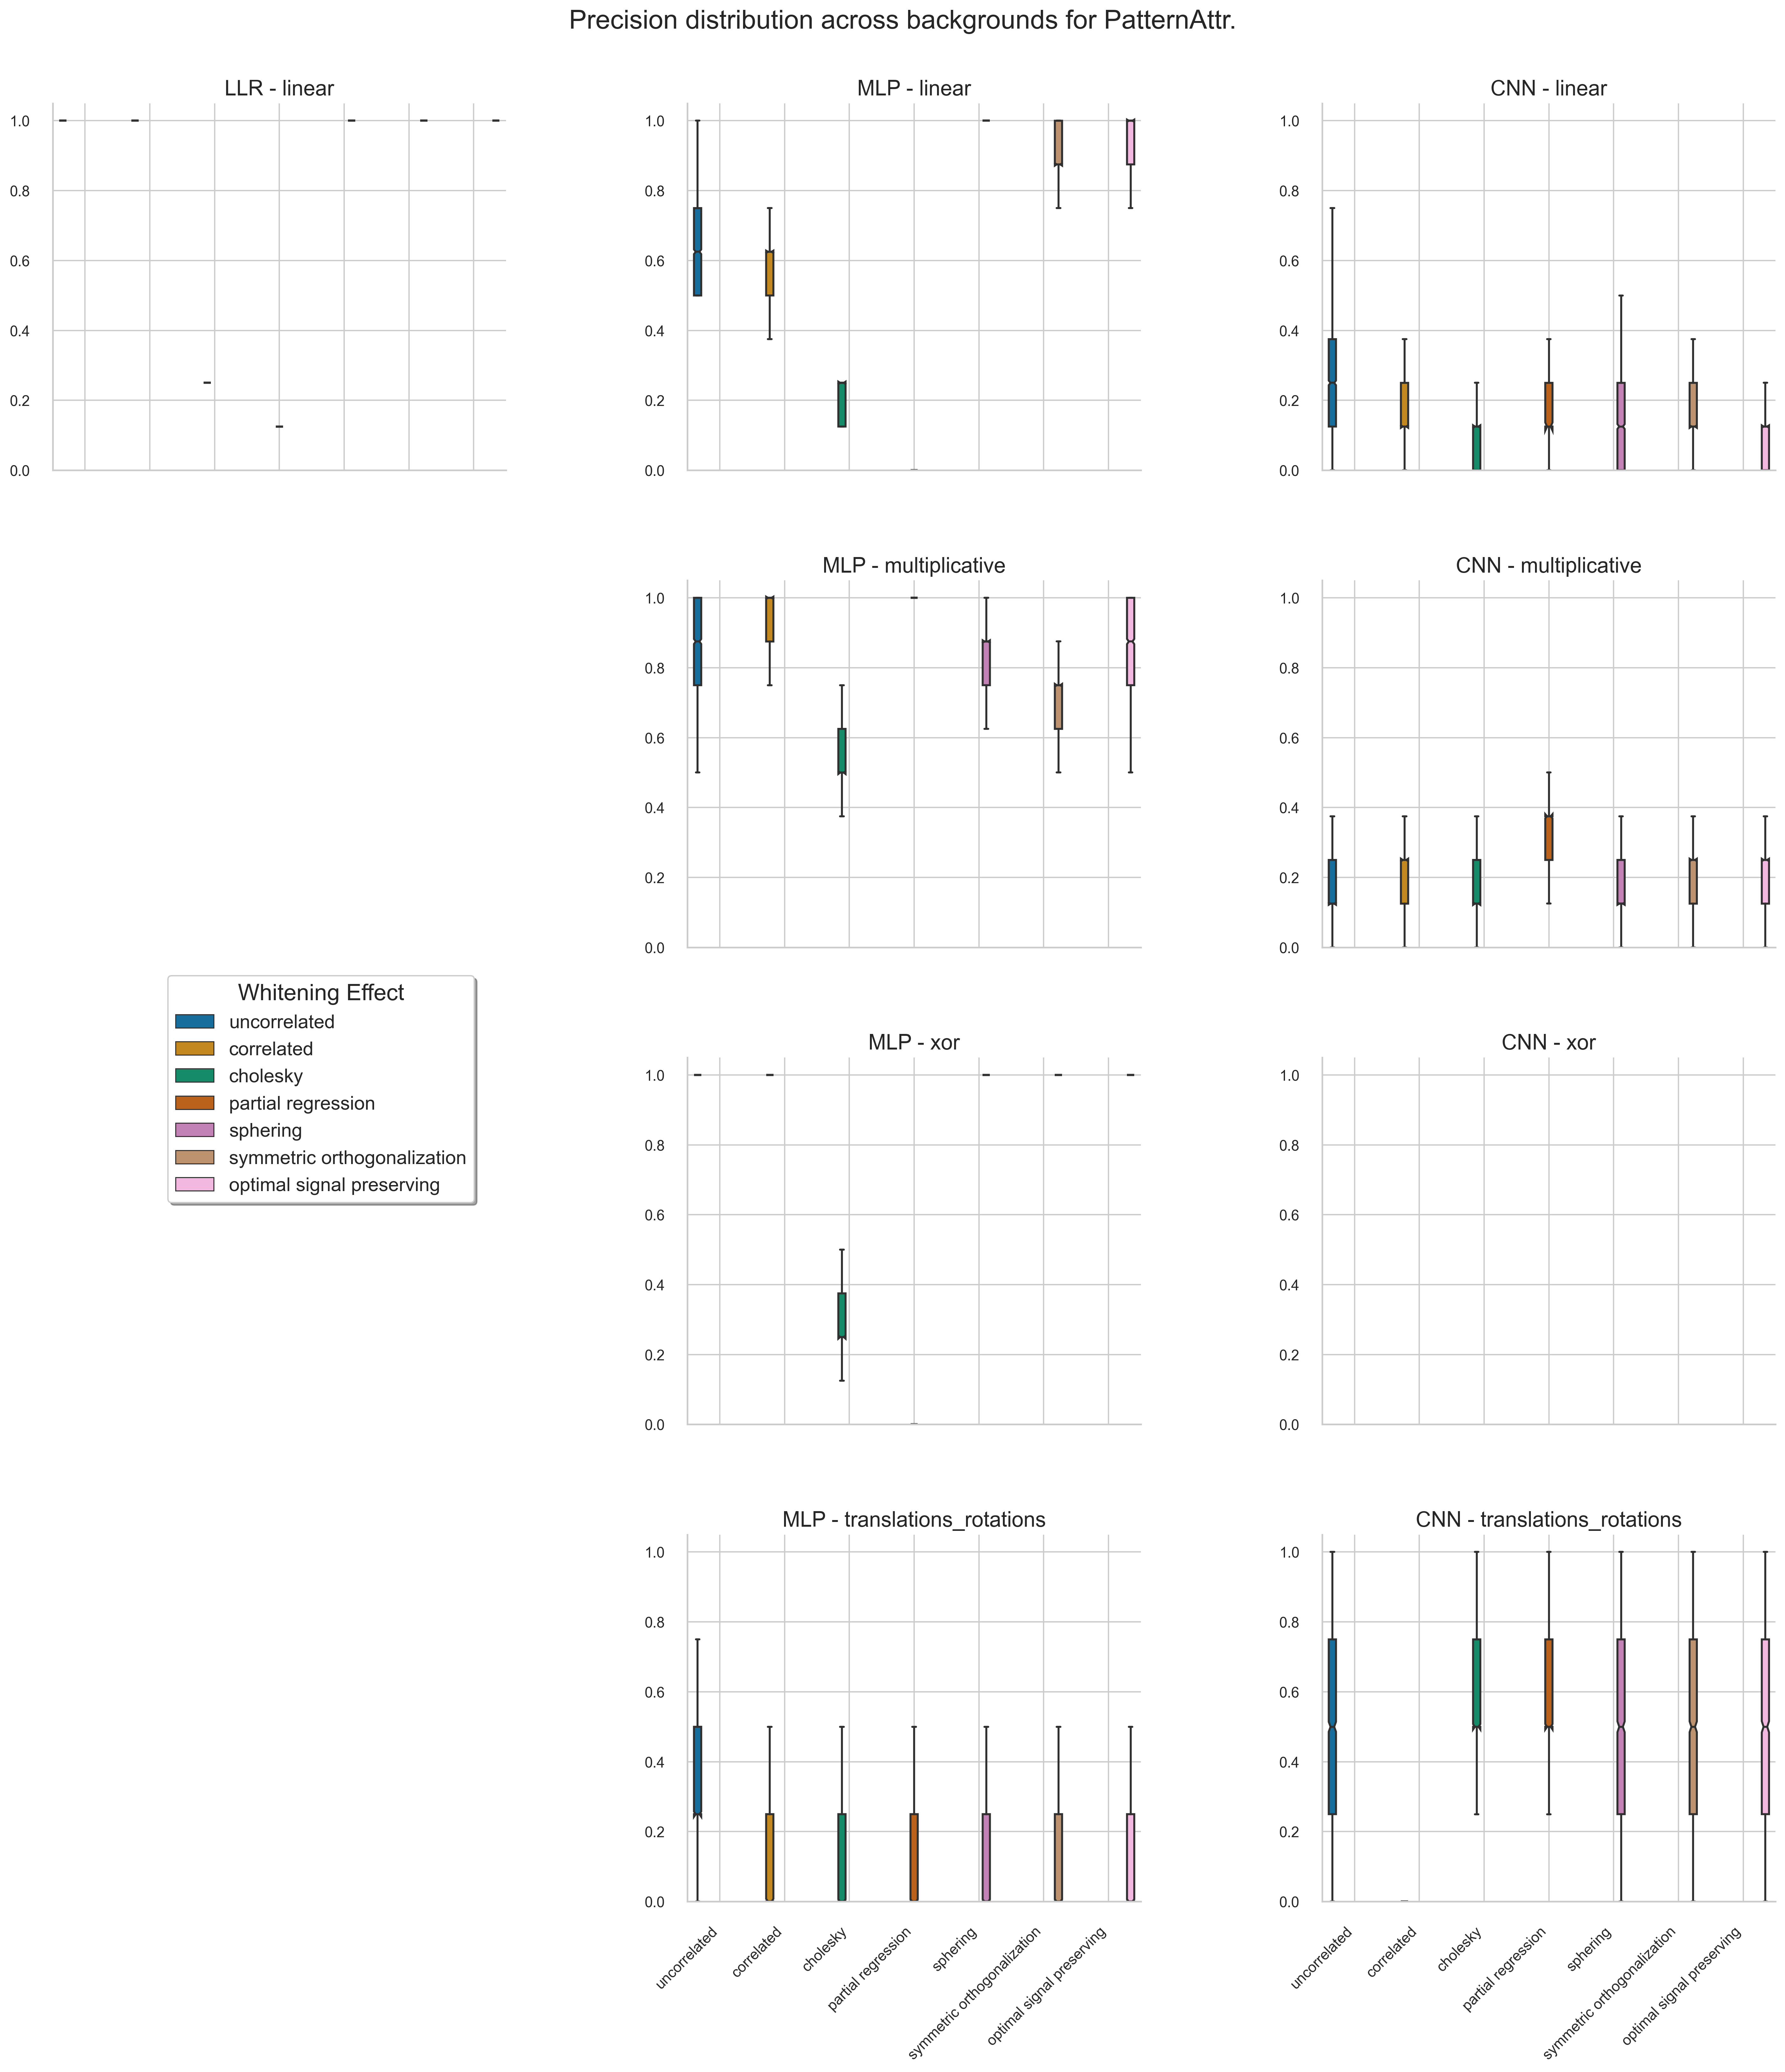 Precision distribution across backgrounds for PatternAttr.
LLR - linear
1.0
0.8
0.6
0.4
0.2
0.0
MLP - linear
1.0
0.8
0.6
0.4
0.2
0.0
CNN - linear
1.0
0.8
0.6
0.4
0.2
0.0
MLP - multiplicative
1.0
0.8
0.6
0.4
0.2
0.0
CNN - multiplicative
1.0
0.8
0.6
0.4
0.2
0.0
Whitening Effect
uncorrelated
correlated
cholesky
partial regression
sphering
symmetric orthogonalization
optimal signal preserving
MLP - xor
1.0
0.8
0.6
0.4
0.2
0.0
CNN - xor
1.0
0.8
0.6
0.4
0.2
0.0
MLP - translations_rotations
1.0
0.8
0.6
0.4
0.2
0.0
uncorrelated
correlated
cholesky
partial regression
sphering
symmetric orthogonalization
optimal signal preserving
CNN - translations_rotations
1.0
0.8
0.6
0.4
0.2
0.0
uncorrelated
correlated
cholesky
partial regression
sphering
symmetric orthogonalization
optimal signal preserving